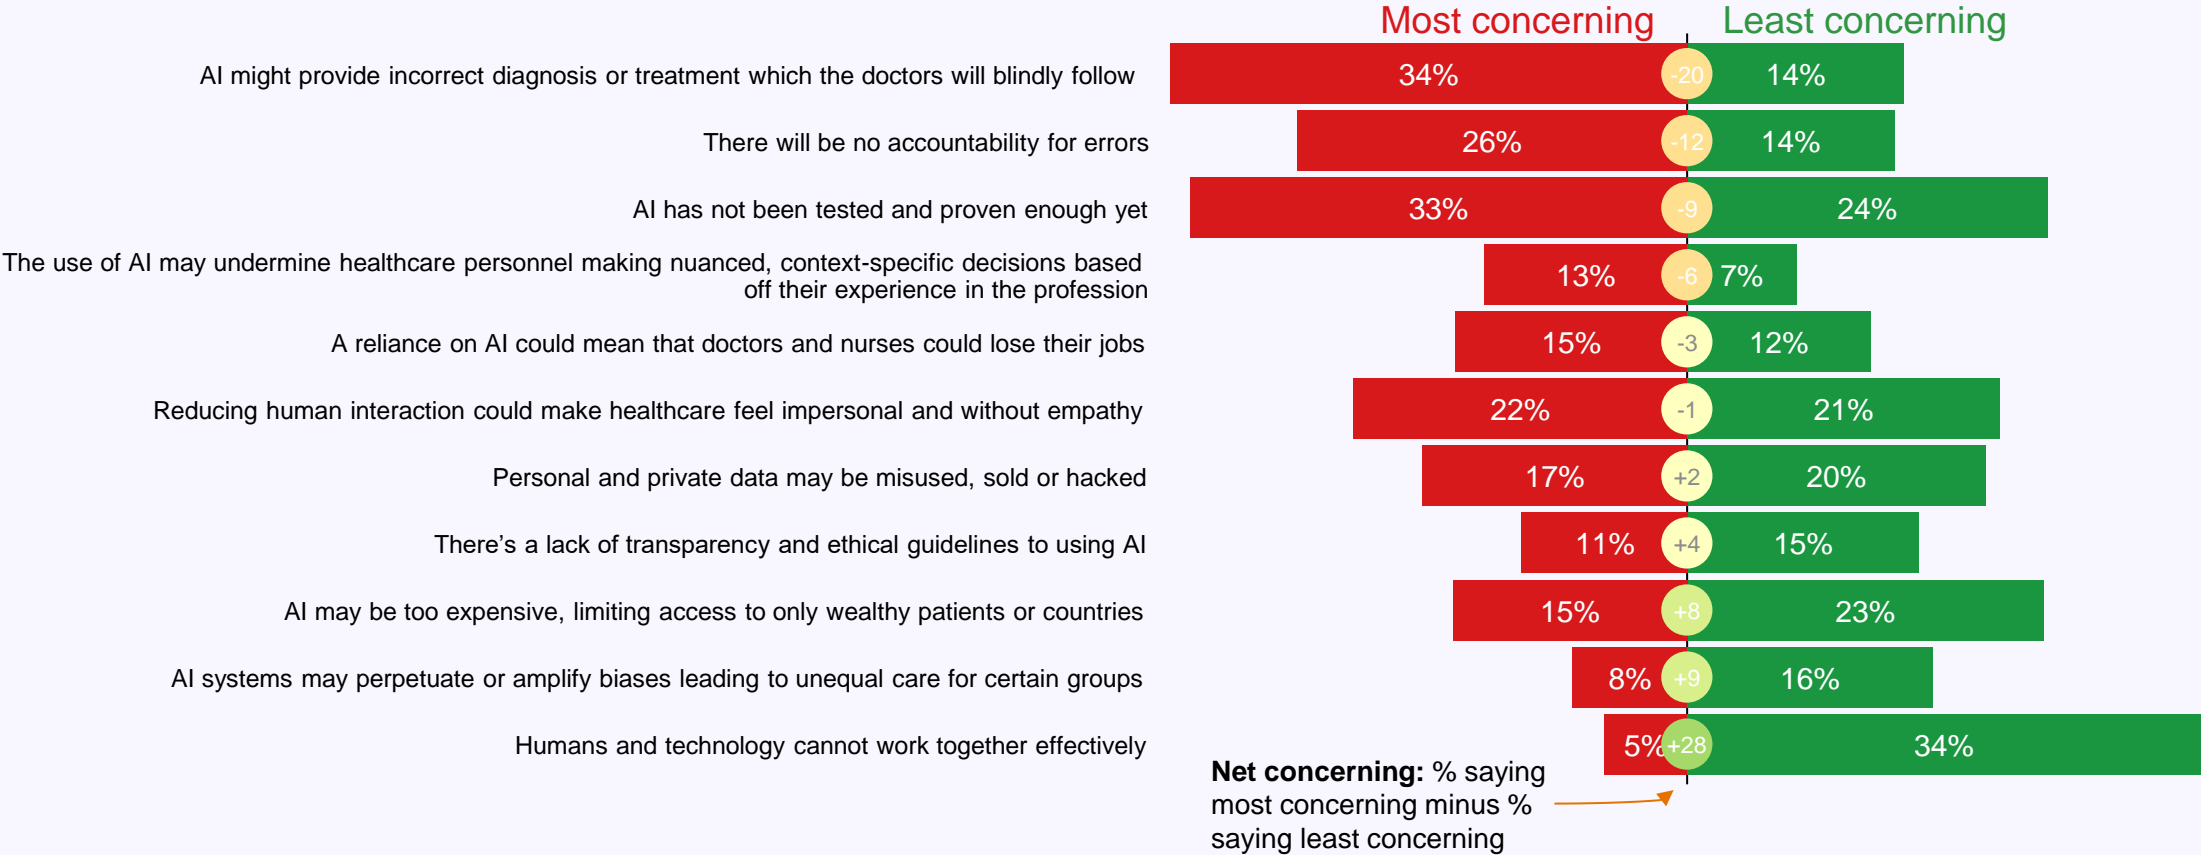 Most concerning Least concerning
AI might provide incorrect diagnosis or treatment which the doctors will blindly follow 34% -20 14%
There will be no accountability for errors 26% -12 14%
AI has not been tested and proven enough yet 33% -9 24%
The use of AI may undermine healthcare personnel making nuanced, context-specific decisions based
off their experience in the profession 13% -6 7%
A reliance on AI could mean that doctors and nurses could lose their jobs 15% -3 12%
Reducing human interaction could make healthcare feel impersonal and without empathy 22% -1 21%
Personal and private data may be misused, sold or hacked 17% +2 20%
There’s a lack of transparency and ethical guidelines to using AI 11% +4 15%
AI may be too expensive, limiting access to only wealthy patients or countries 15% +8 23%
AI systems may perpetuate or amplify biases leading to unequal care for certain groups 8% +9 16%
Humans and technology cannot work together effectively 5% +28 34%
Net concerning: % saying
most concerning minus %
saying least concerning